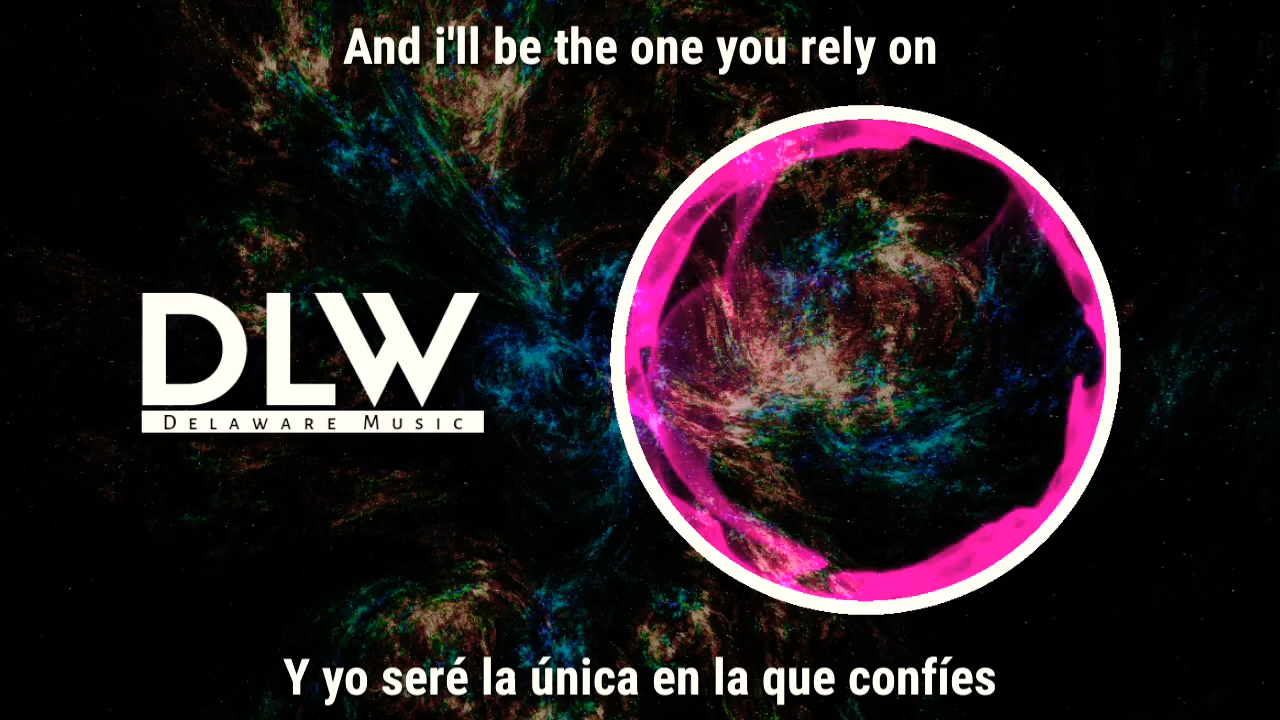 And i'll be the one you rely on
DLW
Delaware Music
Y yo seré la única en la que confíes